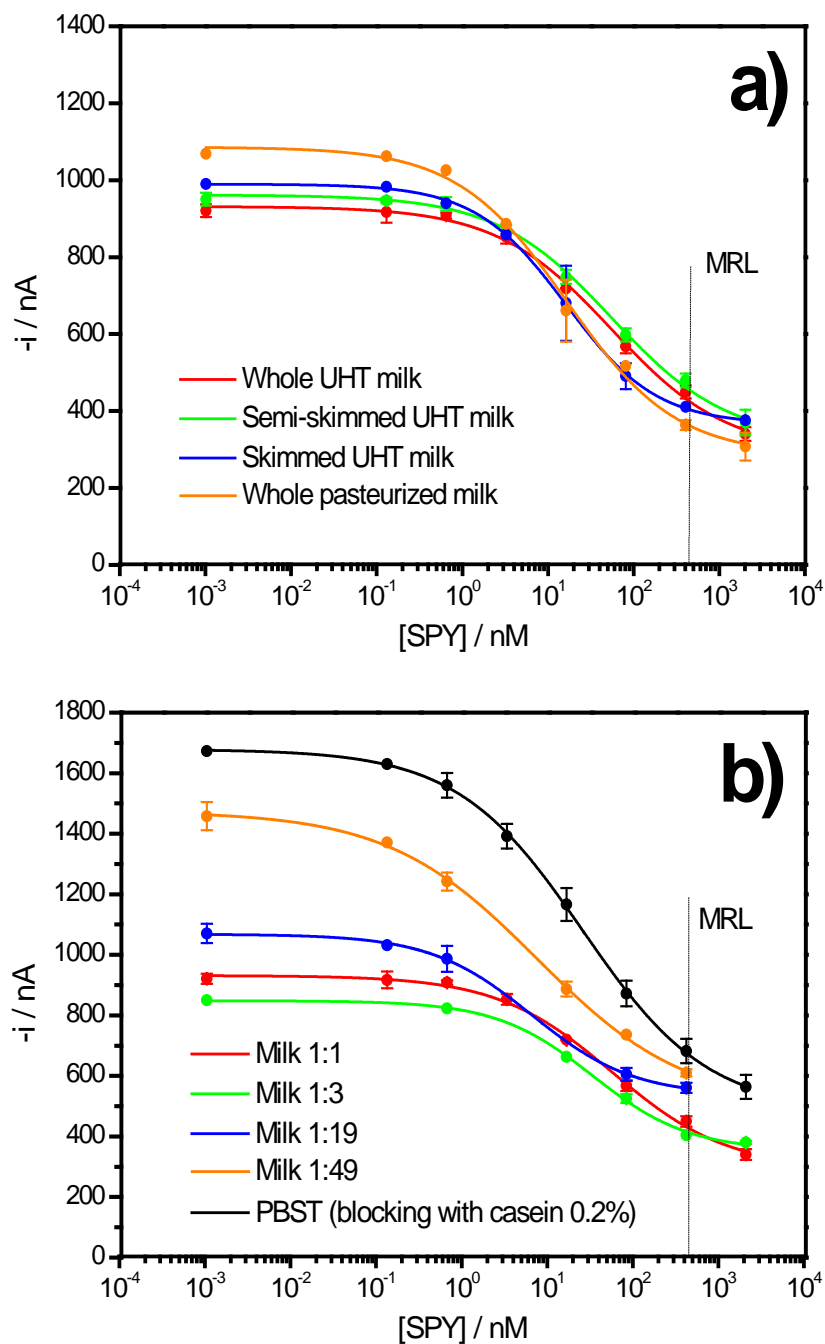 a)
1400
1200
1000
800
600
400
200
0
-i / nA
MRL
Whole UHT milk
Semi-skimmed UHT milk
Skimmed UHT milk
Whole pasteurized milk
10⁻⁴ 10⁻³ 10⁻² 10⁻¹ 10⁰ 10¹ 10² 10³ 10⁴
[SPY] / nM
b)
1800
1600
1400
1200
1000
800
600
400
200
0
-i / nA
MRL
Milk 1:1
Milk 1:3
Milk 1:19
Milk 1:49
PBST (blocking with casein 0.2%)
10⁻⁴ 10⁻³ 10⁻² 10⁻¹ 10⁰ 10¹ 10² 10³ 10⁴
[SPY] / nM